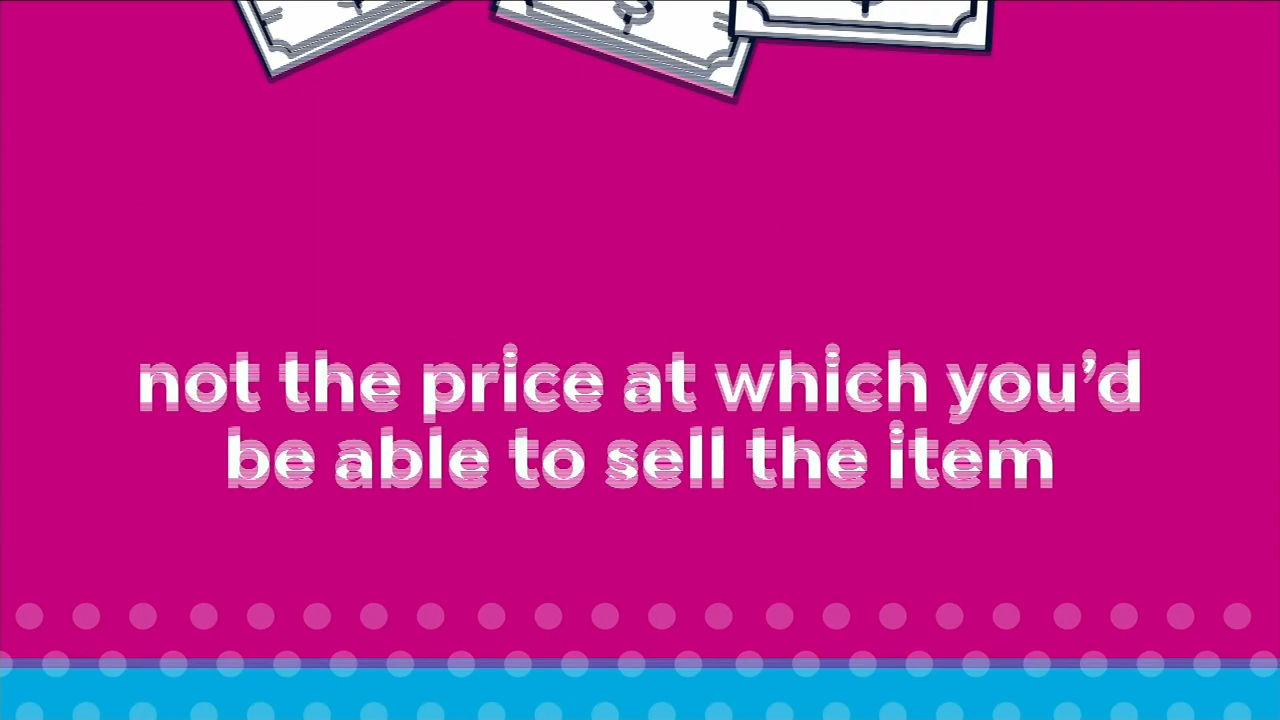 not the price at which you’d
be able to sell the item